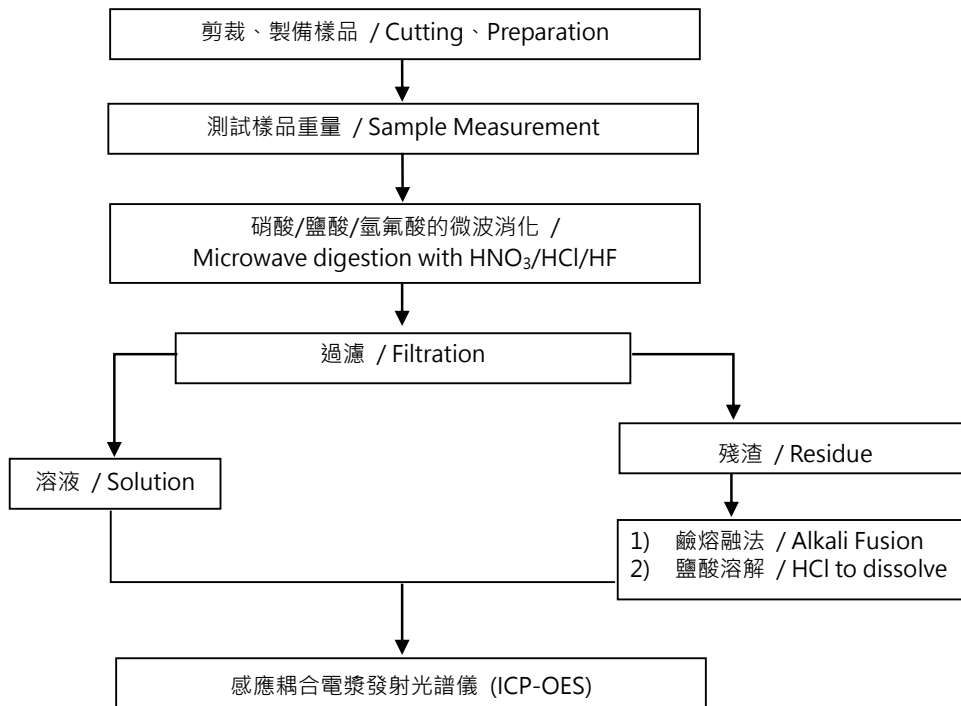 剪裁、製備樣品 / Cutting、Preparation
測試樣品重量 / Sample Measurement
硝酸/鹽酸/氫氟酸的微波消化 /
Microwave digestion with HNO₃/HCl/HF
過濾 / Filtration
溶液 / Solution
殘渣 / Residue
1) 鹼熔融法 / Alkali Fusion
2) 鹽酸溶解 / HCl to dissolve
感應耦合電漿發射光譜儀 (ICP-OES)